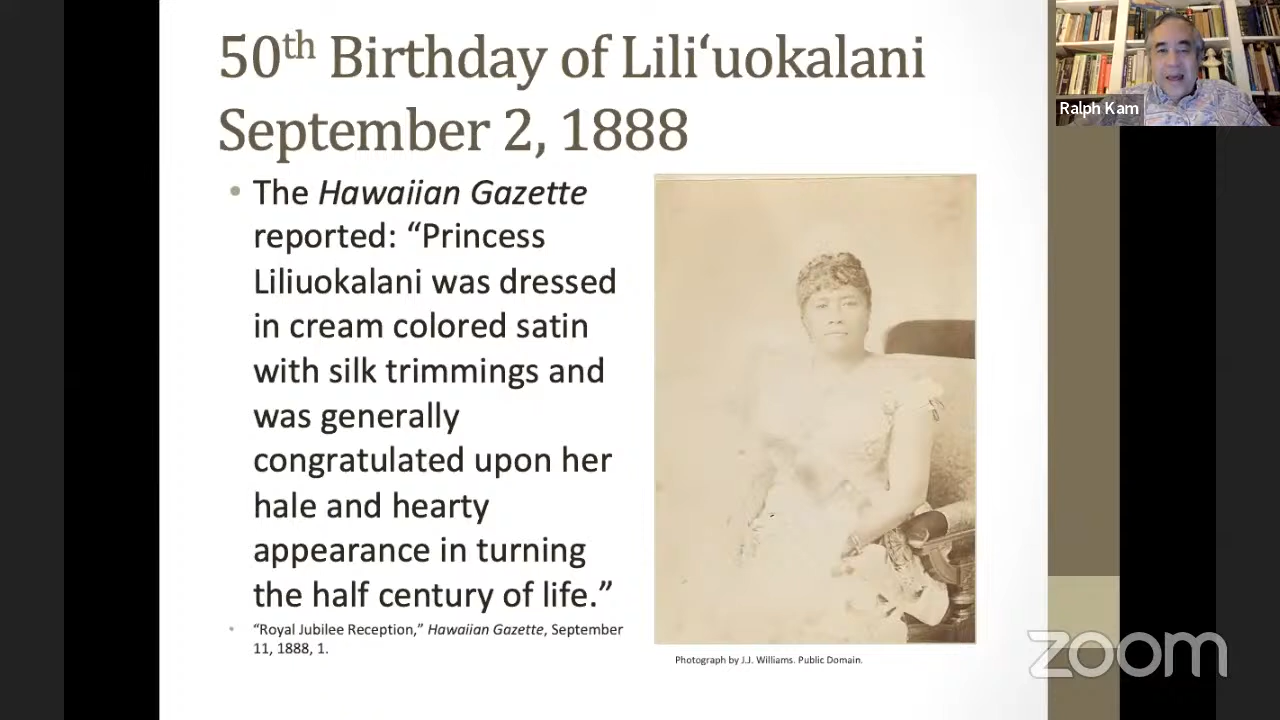 50th Birthday of Liliʻuokalani
September 2, 1888
• The Hawaiian Gazette
reported: “Princess
Liliuokalani was dressed
in cream colored satin
with silk trimmings and
was generally
congratulated upon her
hale and hearty
appearance in turning
the half century of life.”
• “Royal Jubilee Reception,” Hawaiian Gazette, September
11, 1888, 1.
Photograph by J.J. Williams. Public Domain.
Ralph Kam
zoom